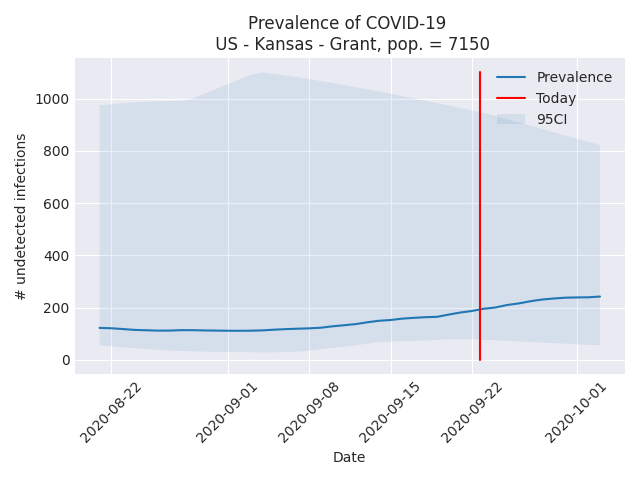 Prevalence of COVID-19
US - Kansas - Grant, pop. = 7150
Prevalence
Today
95CI
# undetected infections
1000
800
600
400
200
0
2020-08-22
2020-09-01
2020-09-08
2020-09-15
2020-09-22
2020-10-01
Date